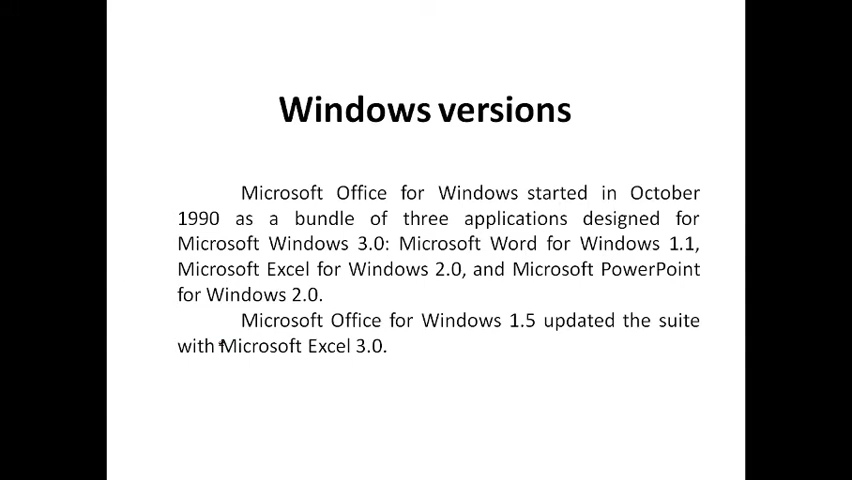 Windows versions
Microsoft Office for Windows started in October
1990 as a bundle of three applications designed for
Microsoft Windows 3.0: Microsoft Word for Windows 1.1,
Microsoft Excel for Windows 2.0, and Microsoft PowerPoint
for Windows 2.0.
Microsoft Office for Windows 1.5 updated the suite
with Microsoft Excel 3.0.